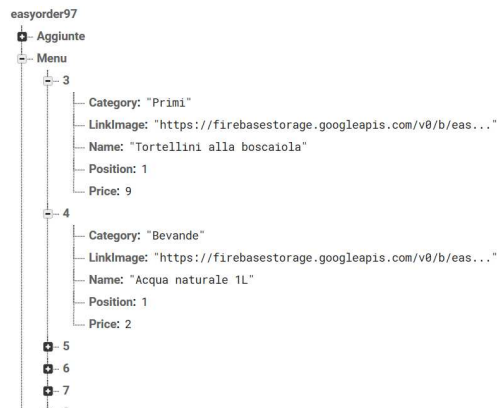 easyorder97
Aggiunte
Menu
3
Category: "Primi"
LinkImage: "https://firebasestorage.googleapis.com/v0/b/eas..."
Name: "Tortellini alla boscaiola"
Position: 1
Price: 9
4
Category: "Bevande"
LinkImage: "https://firebasestorage.googleapis.com/v0/b/eas..."
Name: "Acqua naturale 1L"
Position: 1
Price: 2
5
6
7